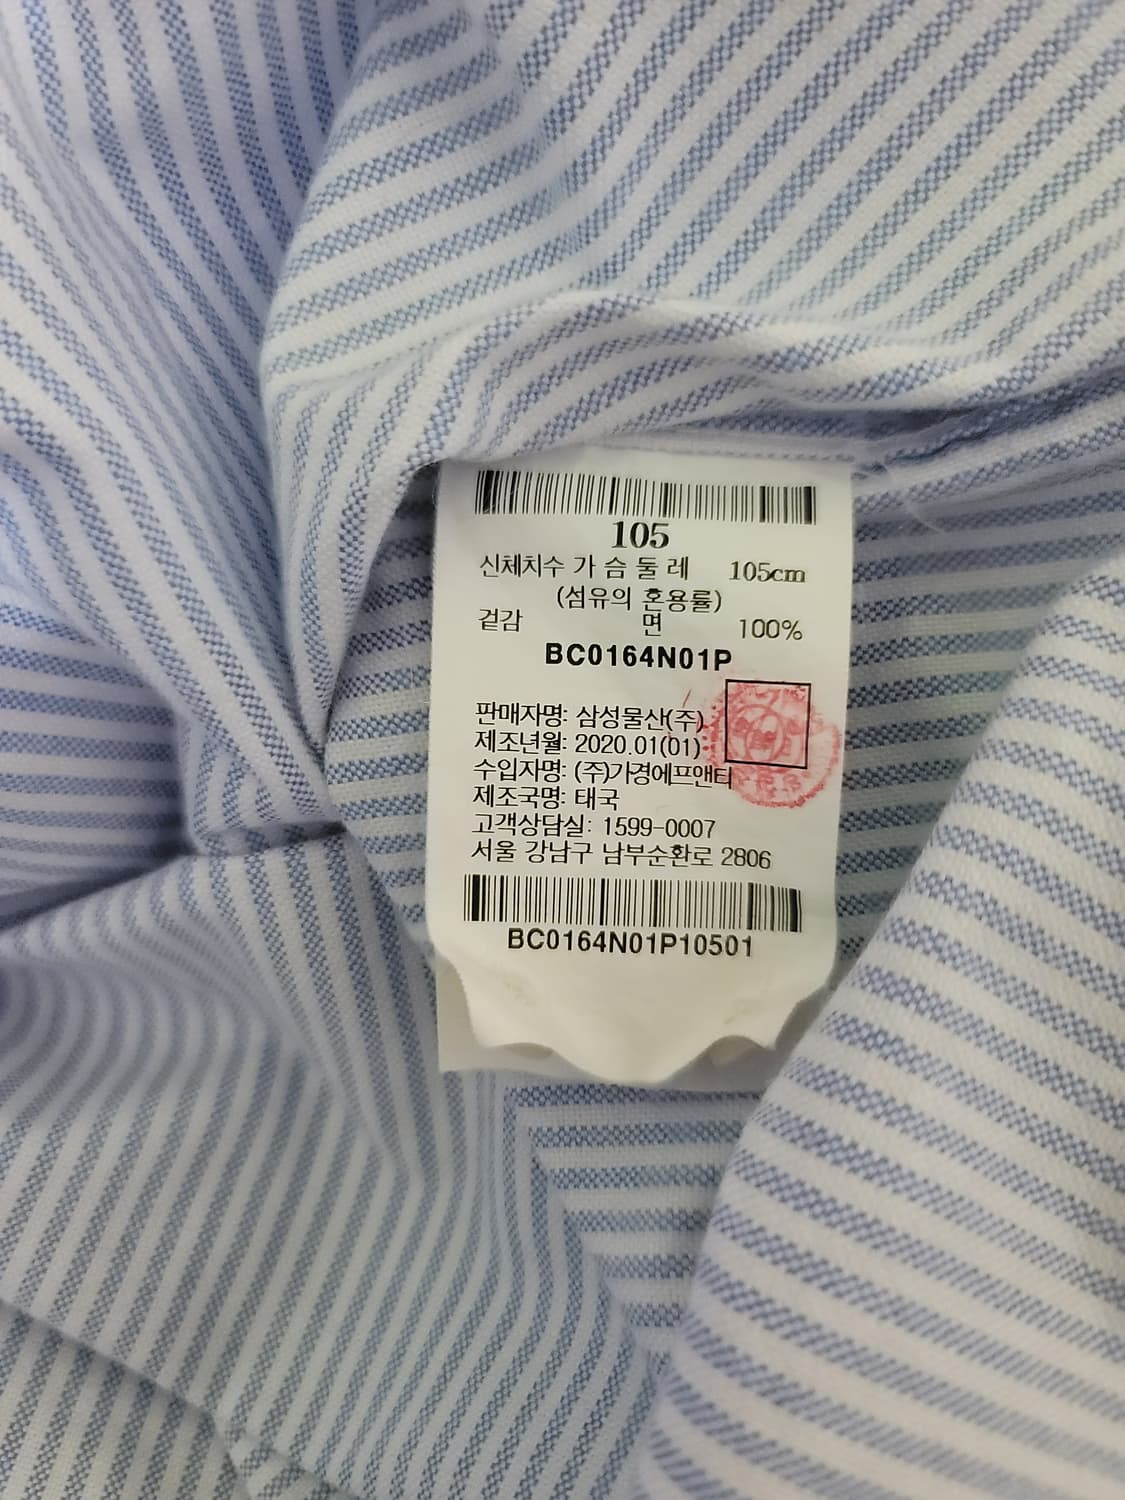 105
신체치수 가 슴 둘 레 105cm
(섬유의 혼용률)
겉감 면 100%
BC0164N01P
판매자명: 삼성물산(주)
제조년월: 2020.01(01)
수입자명: (주)가경에프앤티
제조국명: 태국
고객상담실: 1599-0007
서울 강남구 남부순환로 2806
BC0164N01P10501